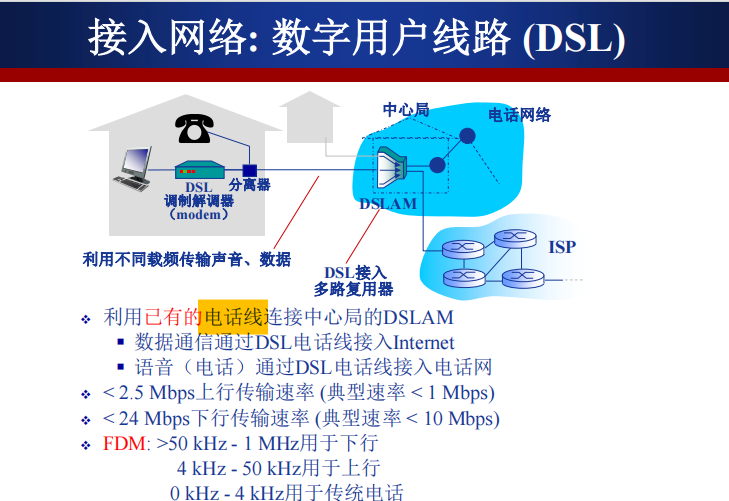 接入网络: 数字用户线路 (DSL)
中心局
电话网络
DSL
调制解调器
（modem）
分离器
DSLAM
利用不同载频传输声音、数据
DSL接入
多路复用器
ISP
❖ 利用已有的电话线连接中心局的DSLAM
▪ 数据通信通过DSL电话线接入Internet
▪ 语音（电话）通过DSL电话线接入电话网
❖ < 2.5 Mbps上行传输速率 (典型速率 < 1 Mbps)
❖ < 24 Mbps下行传输速率 (典型速率 < 10 Mbps)
❖ FDM: >50 kHz - 1 MHz用于下行
4 kHz - 50 kHz用于上行
0 kHz - 4 kHz用于传统电话